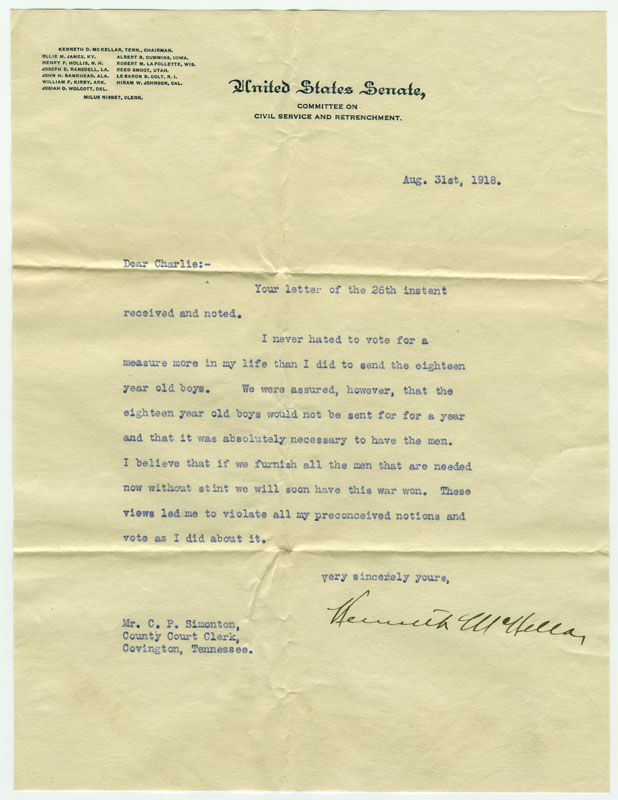 KENNETH D. McKELLAR, TENN., CHAIRMAN.
OLLIE M. JAMES, KY. ALBERT B. CUMMINS, IOWA.
HENRY F. HOLLIS, N. H. ROBERT M. LA FOLLETTE, WIS.
JOSEPH E. RANSDELL, LA. REED SMOOT, UTAH.
JOHN H. BANKHEAD, ALA. LE BARON B. COLT, R. I.
WILLIAM F. KIRBY, ARK. HIRAM W. JOHNSON, CAL.
JOSIAH O. WOLCOTT, DEL.
MILUS NISBET, CLERK.
United States Senate,
COMMITTEE ON
CIVIL SERVICE AND RETRENCHMENT.
Aug. 31st, 1918.
Dear Charlie:-
Your letter of the 26th instant
received and noted.
I never hated to vote for a
measure more in my life than I did to send the eighteen
year old boys. We were assured, however, that the
eighteen year old boys would not be sent for for a year
and that it was absolutely necessary to have the men.
I believe that if we furnish all the men that are needed
now without stint we will soon have this war won. These
views led me to violate all my preconceived notions and
vote as I did about it.
Very sincerely yours,
Kenneth McKellar
Mr. C. P. Simonton,
County Court Clerk,
Covington, Tennessee.